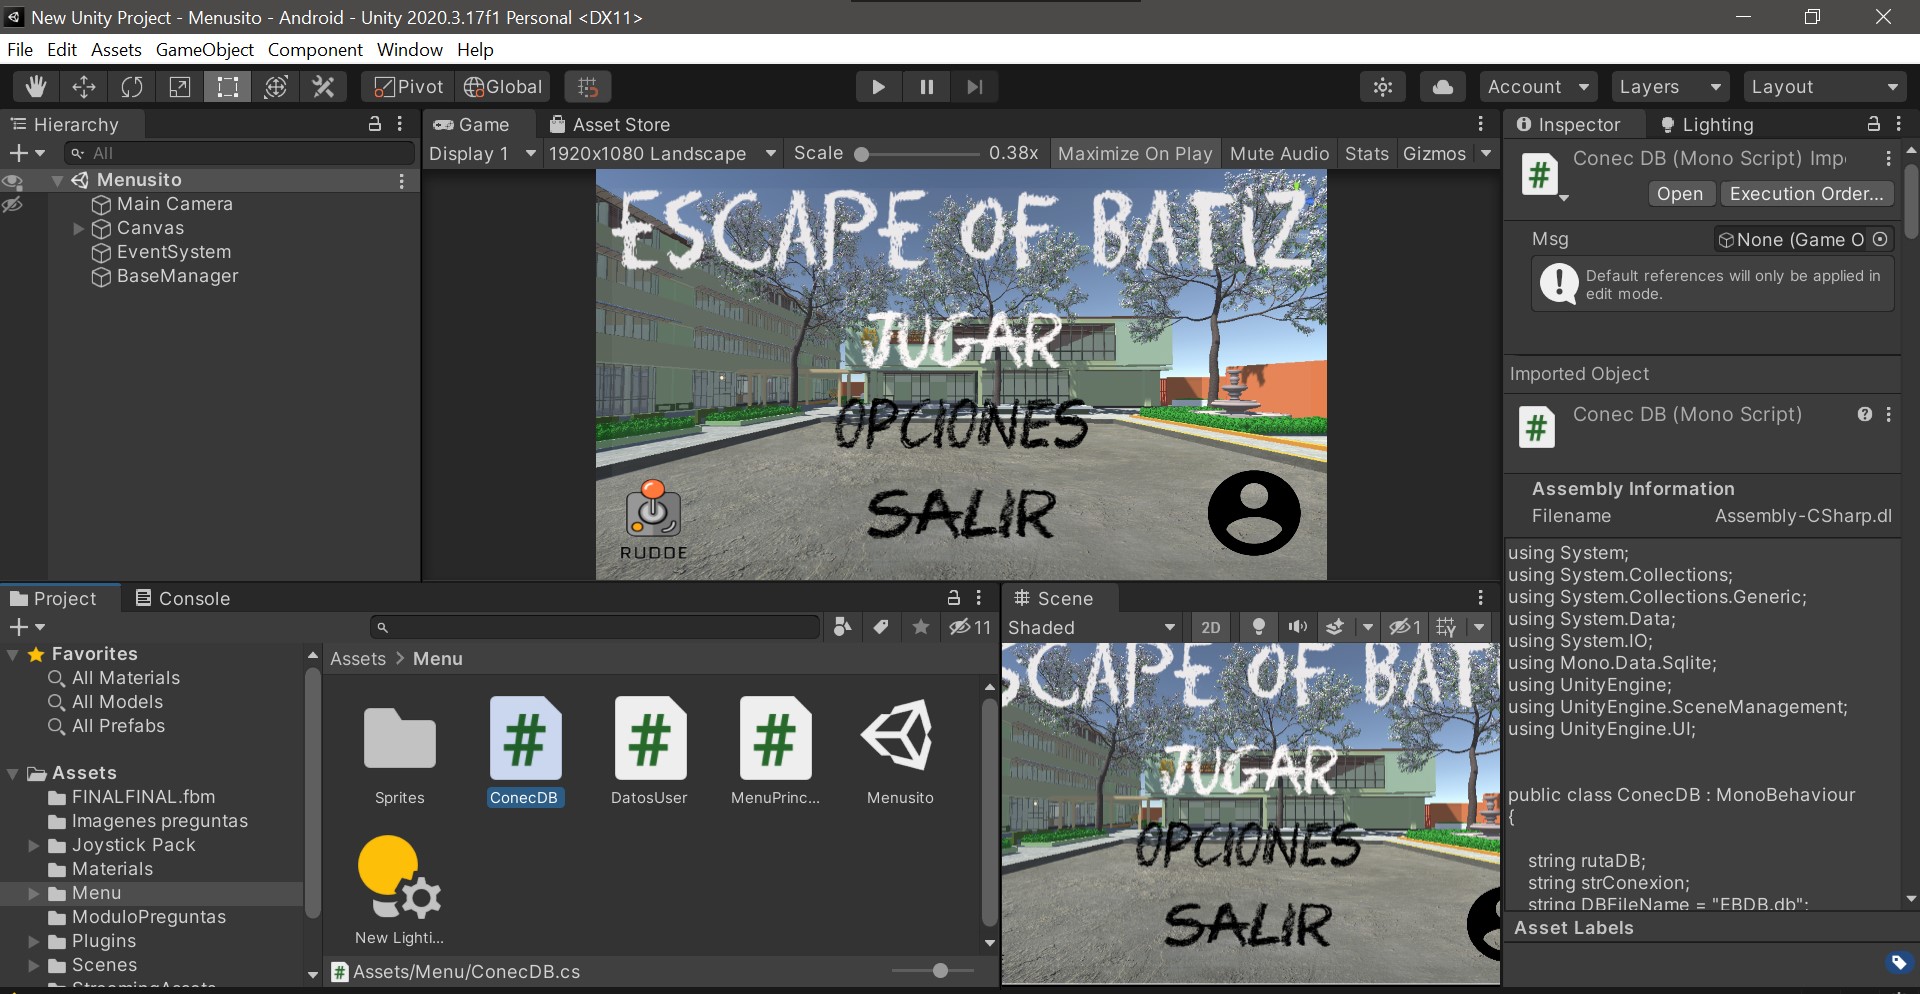 New Unity Project - Menusito - Android - Unity 2020.3.17f1 Personal <DX11>
File Edit Assets GameObject Component Window Help
Pivot Global Account Layers Layout
Hierarchy
All
Menusito
Main Camera
Canvas
EventSystem
BaseManager
Game Asset Store
Display 1 1920x1080 Landscape Scale 0.38x Maximize On Play Mute Audio Stats Gizmos
ESCAPE OF BATIZ
JUGAR
OPCIONES
SALIR
RUDDE
Inspector Lighting
Conec DB (Mono Script) Imp
Open Execution Order...
Msg None (Game O
Default references will only be applied in
edit mode.
Imported Object
Conec DB (Mono Script)
Assembly Information
Filename Assembly-CSharp.dl
using System;
using System.Collections;
using System.Collections.Generic;
using System.Data;
using System.IO;
using Mono.Data.Sqlite;
using UnityEngine;
using UnityEngine.SceneManagement;
using UnityEngine.UI;
public class ConecDB : MonoBehaviour
{
string rutaDB;
string strConexion;
string DBFileName = "EBDB.db";
Asset Labels
Project Console
11
Favorites
All Materials
All Models
All Prefabs
Assets
FINALFINAL.fbm
Imagenes preguntas
Joystick Pack
Materials
Menu
ModuloPreguntas
Plugins
Scenes
StreamingAssets
Assets > Menu
Sprites ConecDB DatosUser MenuPrinc... Menusito
New Lighti...
Assets/Menu/ConecDB.cs
Scene
Shaded 2D 1
SCAPE OF BAT
JUGAR
OPCIONES
SALIR